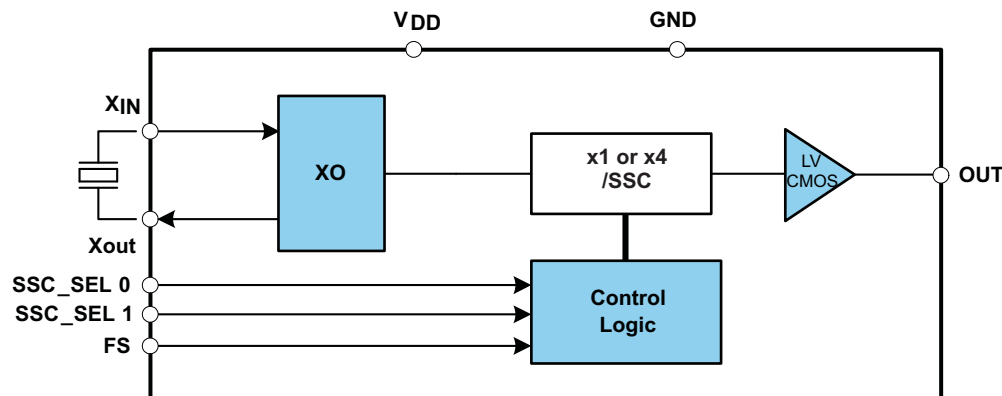 VDD
GND
XIN
XO
x1 or x4
/SSC
LV
CMOS
OUT
Xout
SSC_SEL 0
SSC_SEL 1
FS
Control
Logic